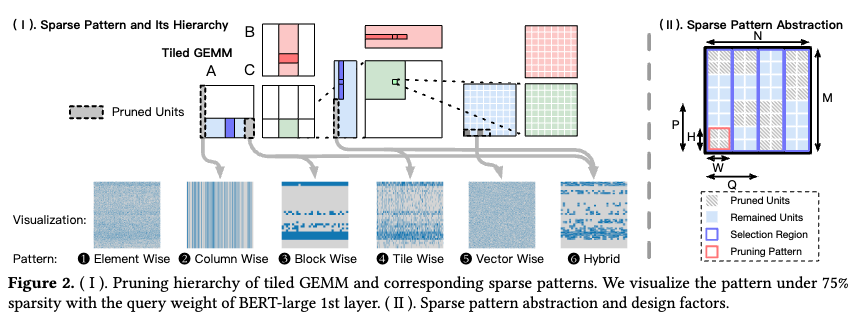 ( I ). Sparse Pattern and Its Hierarchy
Tiled GEMM
A
B
C
Pruned Units
Visualization:
Pattern:
❶ Element Wise
❷ Column Wise
❸ Block Wise
❹ Tile Wise
❺ Vector Wise
❻ Hybrid
(II). Sparse Pattern Abstraction
N
M
P
H
W
Q
Pruned Units
Remained Units
Selection Region
Pruning Pattern
Figure 2. ( I ). Pruning hierarchy of tiled GEMM and corresponding sparse patterns. We visualize the pattern under 75%
sparsity with the query weight of BERT-large 1st layer. ( II ). Sparse pattern abstraction and design factors.